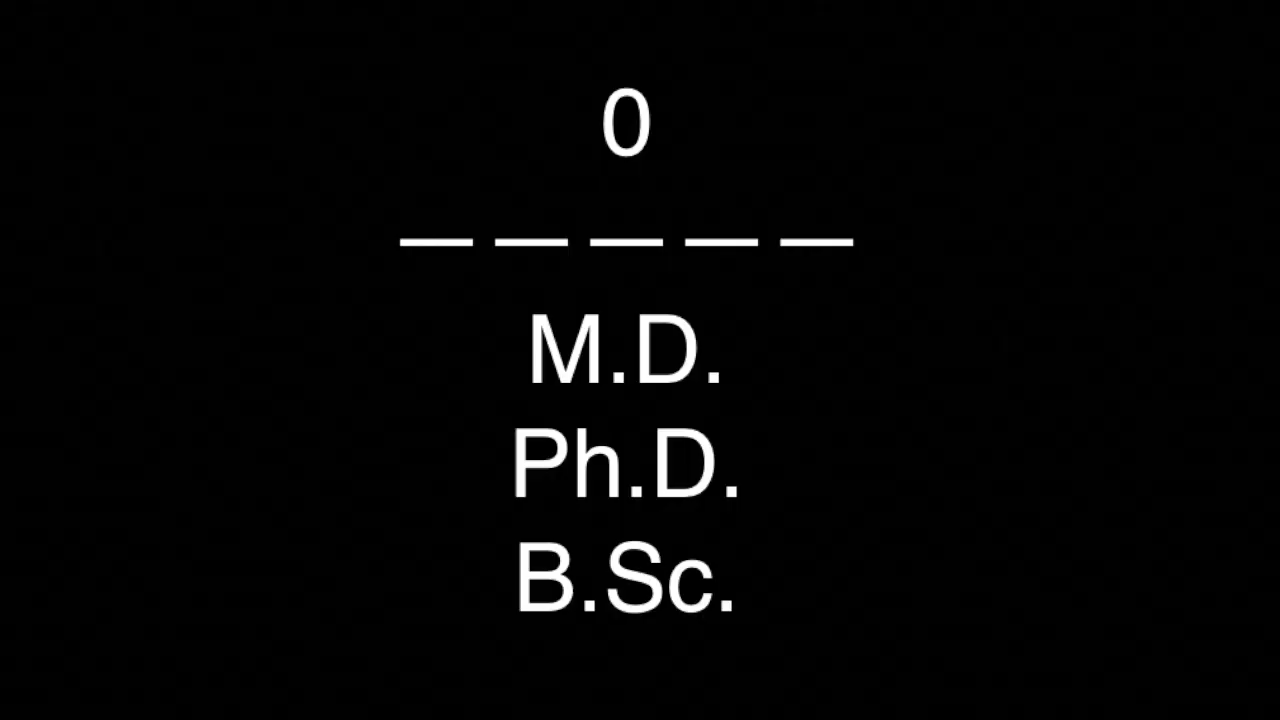 0
— — — — —
M.D.
Ph.D.
B.Sc.